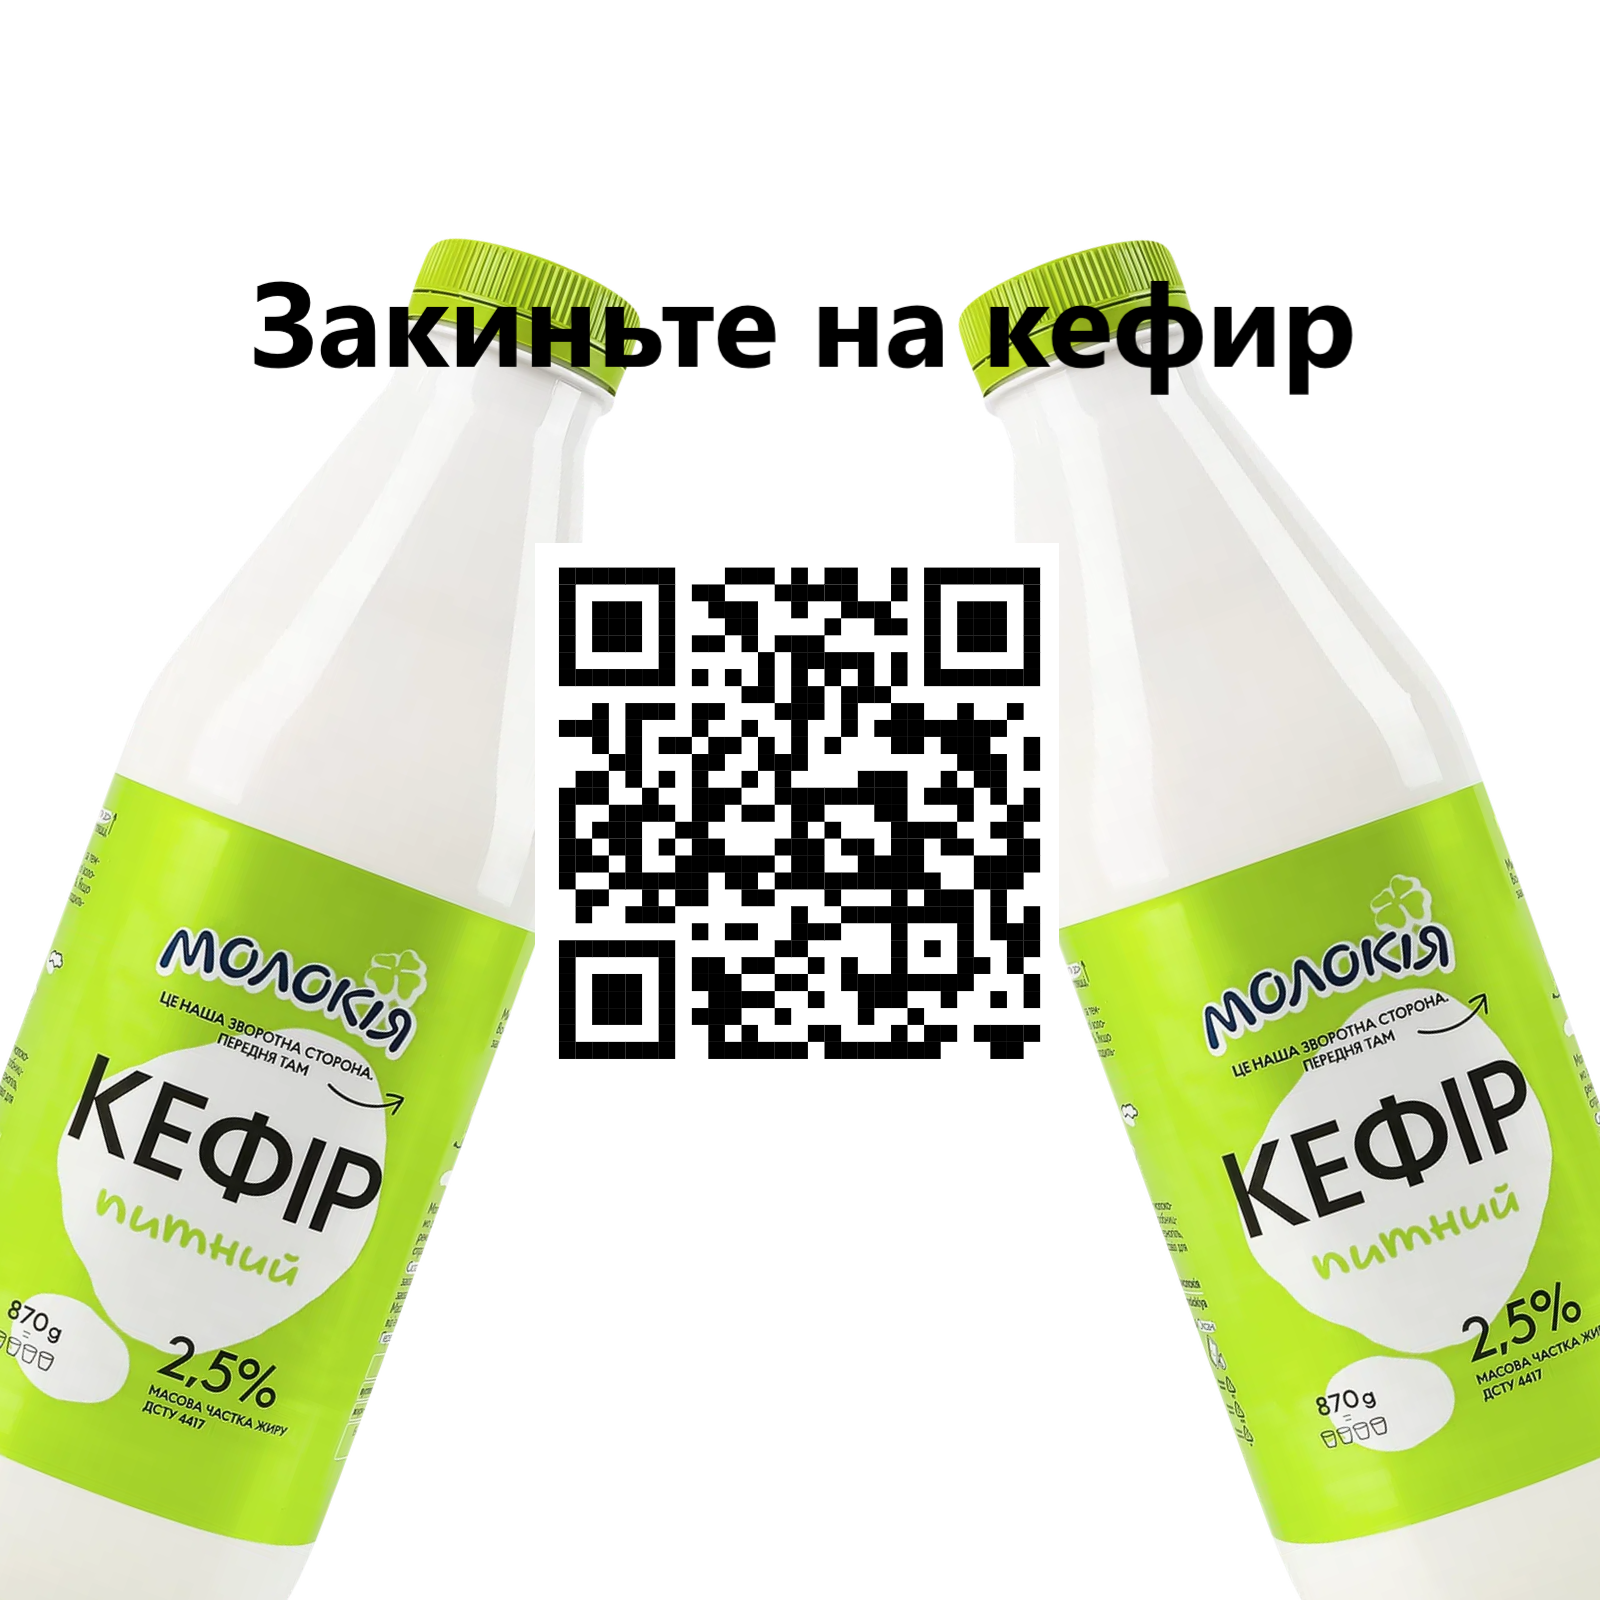 Закиньте на кефир
МОЛОКІЯ
ЦЕ НАША ЗВОРОТНА СТОРОНА.
ПЕРЕДНЯ ТАМ
КЕФІР
питний
870g
2,5%
МАСОВА ЧАСТКА ЖИРУ
ДСТУ 4417
МОЛОКІЯ
ЦЕ НАША ЗВОРОТНА СТОРОНА.
ПЕРЕДНЯ ТАМ
КЕФІР
питний
2,5%
МАСОВА ЧАСТКА ЖИ
ДСТУ 4417
870g